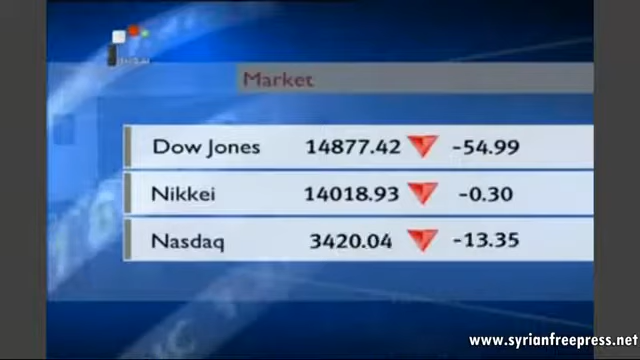 Market
Dow Jones 14877.42 -54.99
Nikkei 14018.93 -0.30
Nasdaq 3420.04 -13.35
www.syrianfreepress.net